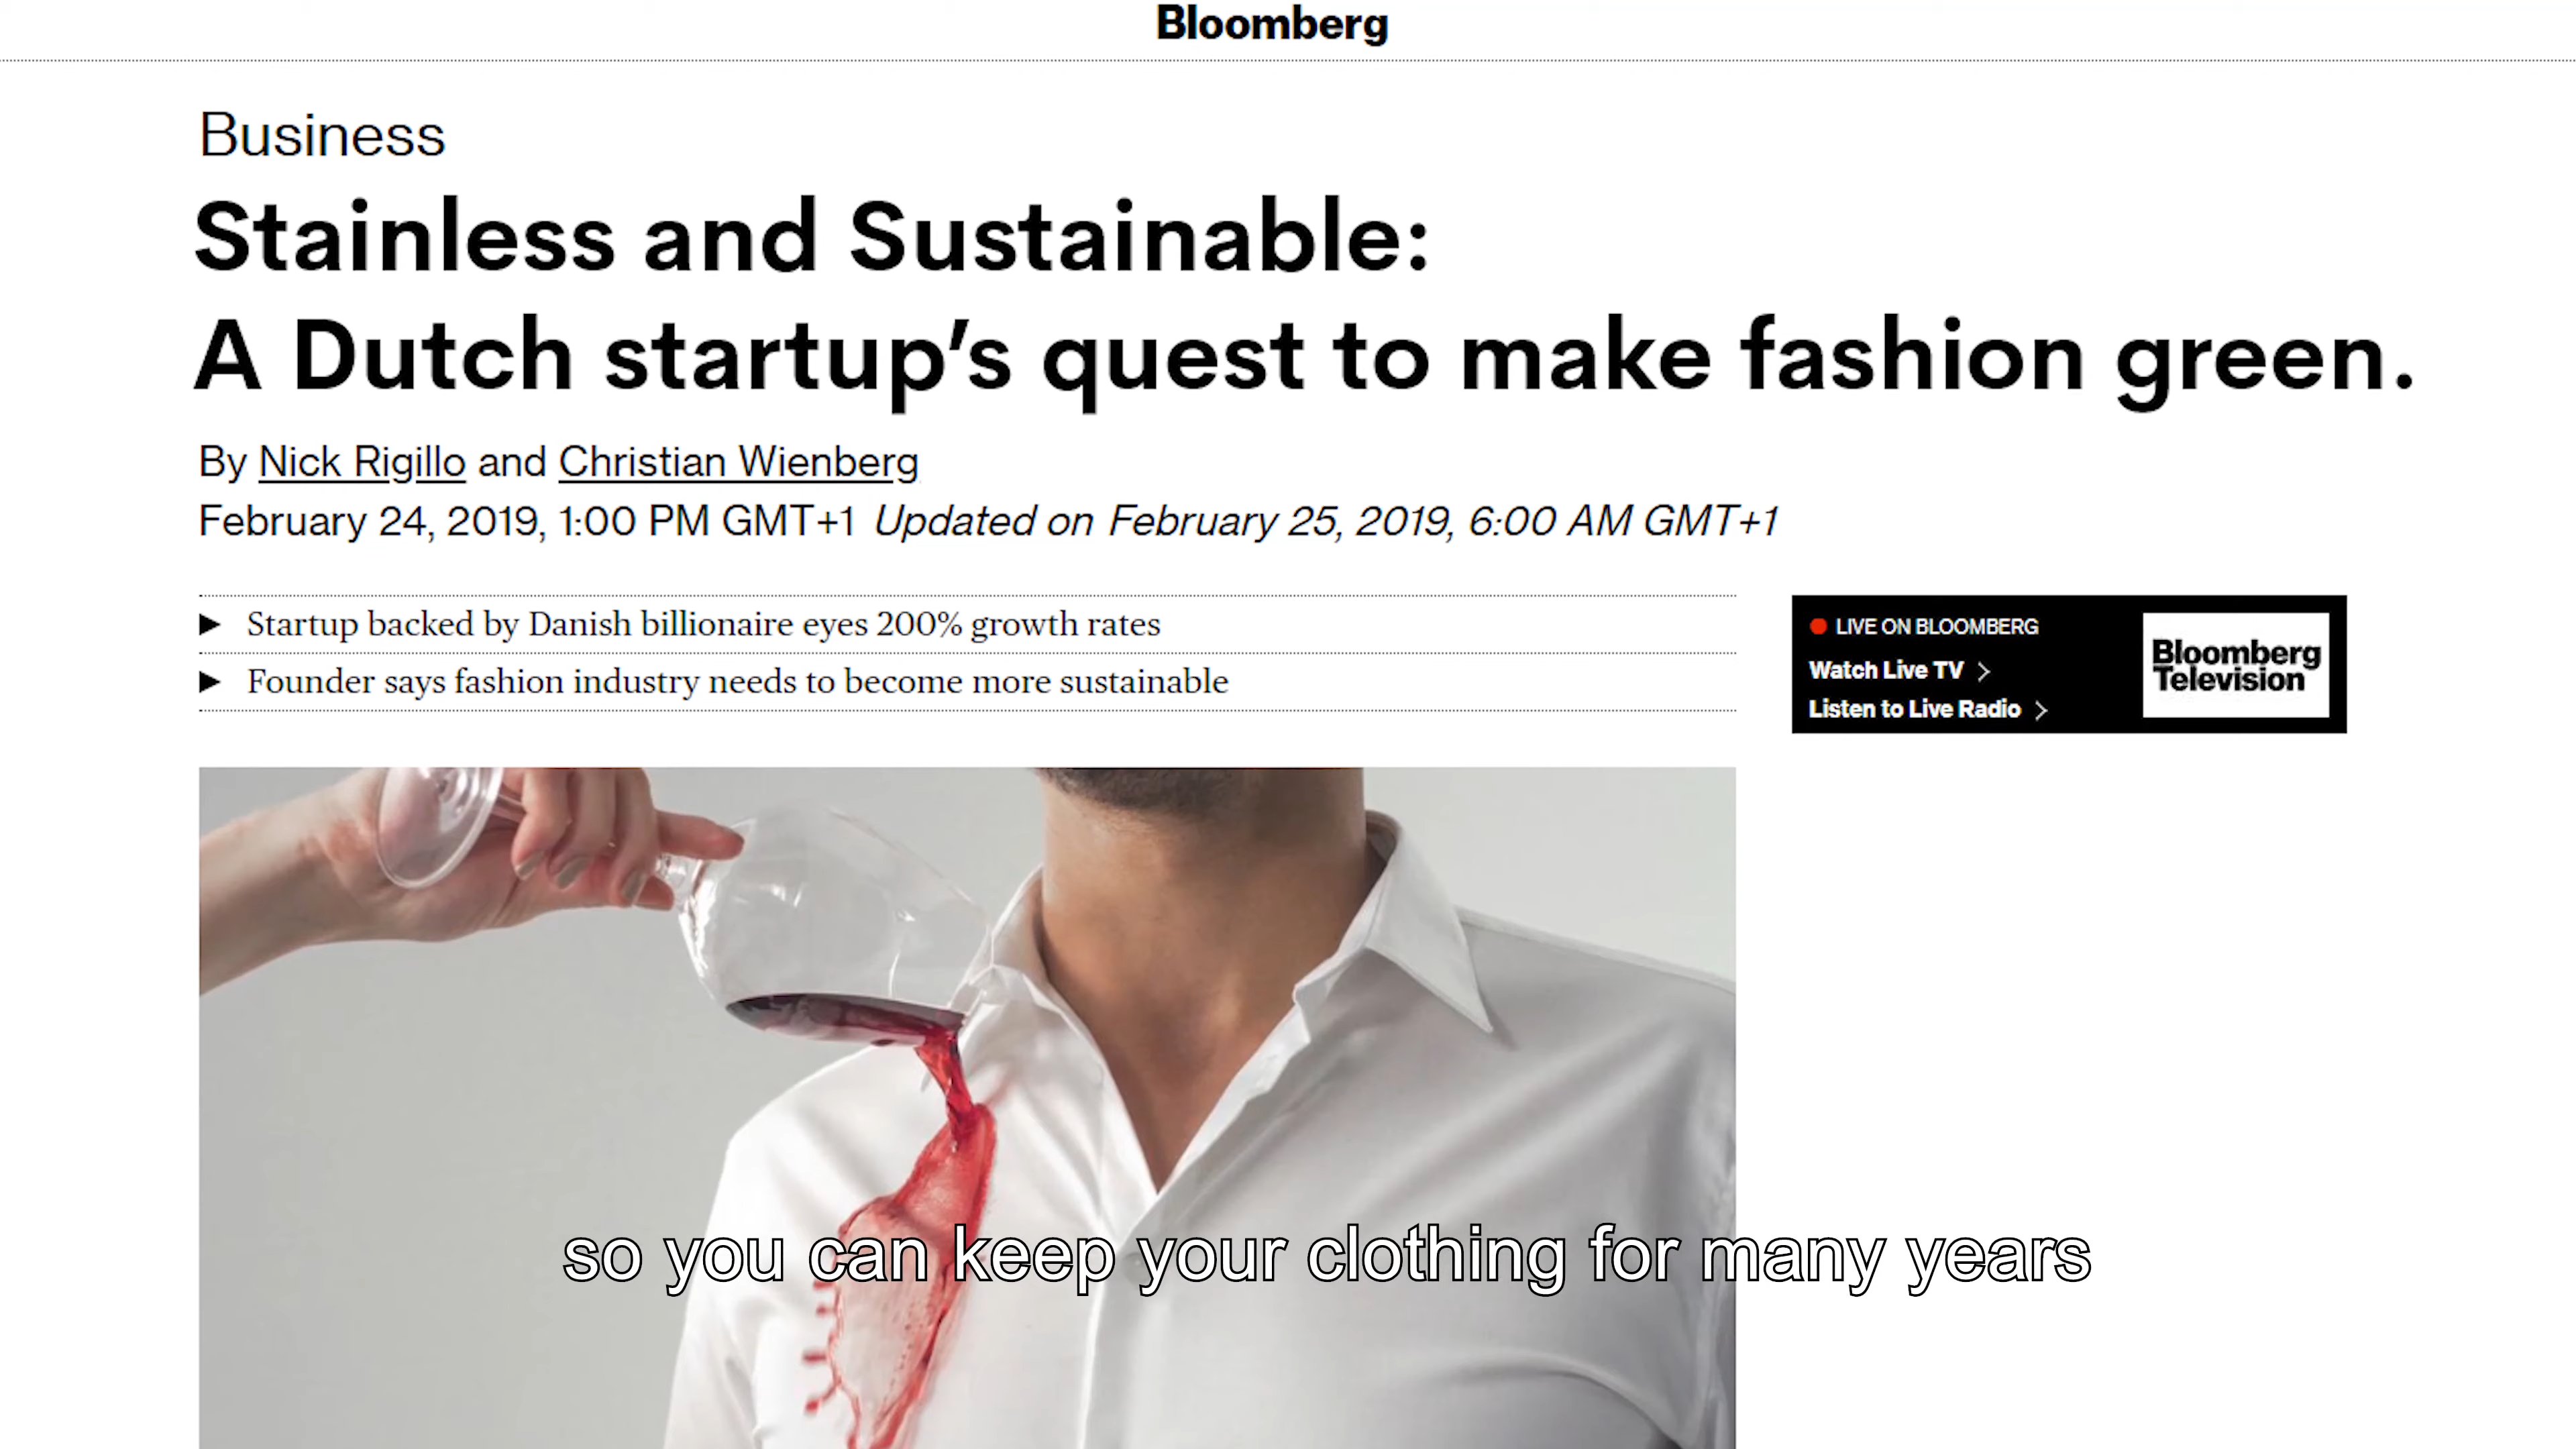 Bloomberg
Business
Stainless and Sustainable:
A Dutch startup's quest to make fashion green.
By Nick Rigillo and Christian Wienberg
February 24, 2019, 1:00 PM GMT+1 Updated on February 25, 2019, 6:00 AM GMT+1
► Startup backed by Danish billionaire eyes 200% growth rates
► Founder says fashion industry needs to become more sustainable
LIVE ON BLOOMBERG
Watch Live TV >
Listen to Live Radio >
Bloomberg
Television
so you can keep your clothing for many years